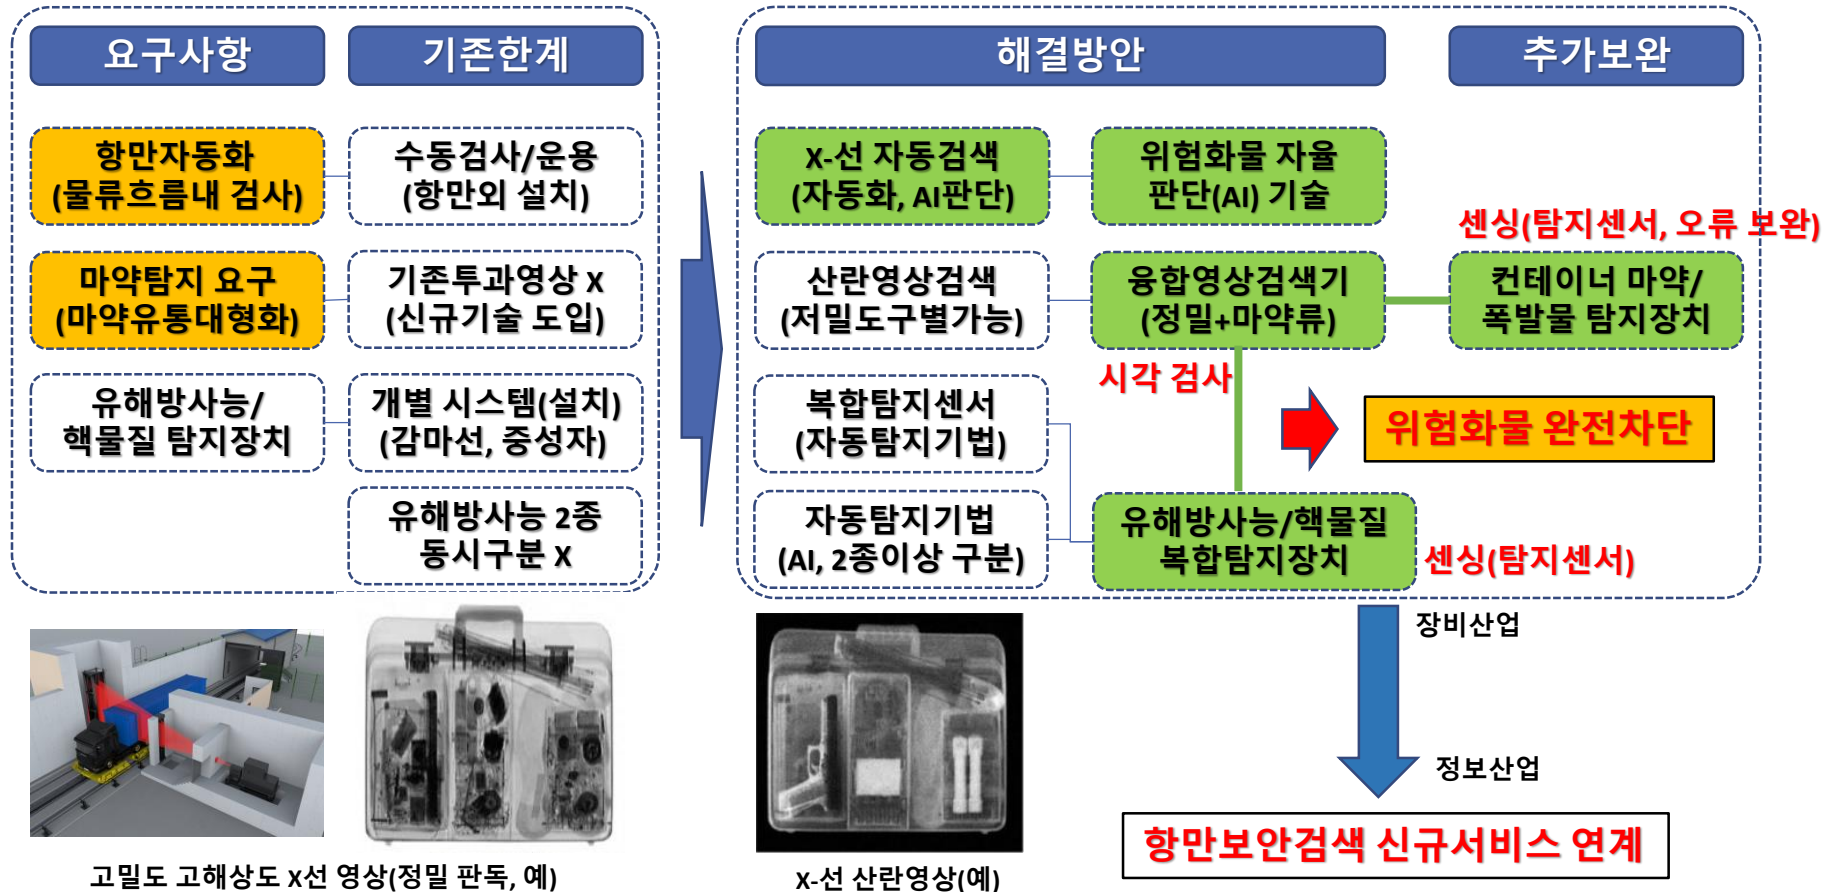 요구사항
기존한계
항만자동화
(물류흐름내 검사)
수동검사/운용
(항만외 설치)
마약탐지 요구
(마약유통대형화)
기존투과영상 X
(신규기술 도입)
유해방사능/
핵물질 탐지장치
개별 시스템(설치)
(감마선, 중성자)
유해방사능 2종
동시구분 X
해결방안
추가보완
X-선 자동검색
(자동화, AI판단)
위험화물 자율
판단(AI) 기술
센싱(탐지센서, 오류 보완)
산란영상검색
(저밀도구별가능)
융합영상검색기
(정밀+마약류)
컨테이너 마약/
폭발물 탐지장치
시각 검사
복합탐지센서
(자동탐지기법)
위험화물 완전차단
자동탐지기법
(AI, 2종이상 구분)
유해방사능/핵물질
복합탐지장치
센싱(탐지센서)
장비산업
정보산업
항만보안검색 신규서비스 연계
고밀도 고해상도 X선 영상(정밀 판독, 예)
X-선 산란영상(예)